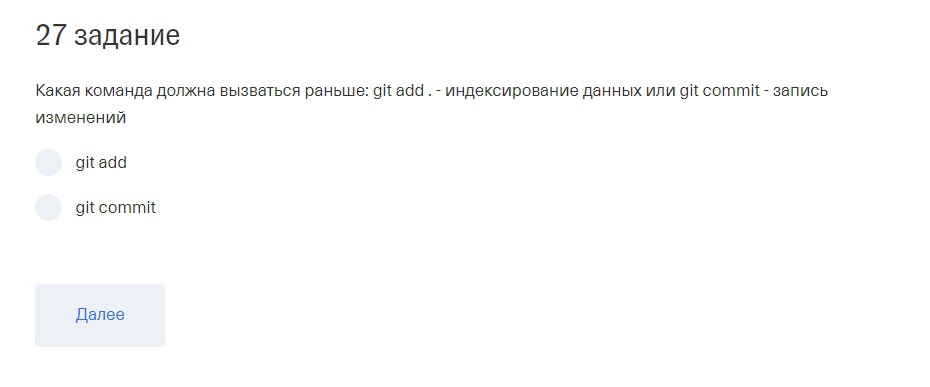 27 задание
Какая команда должна вызваться раньше: git add . - индексирование данных или git commit - запись
изменений
git add
git commit
Далее